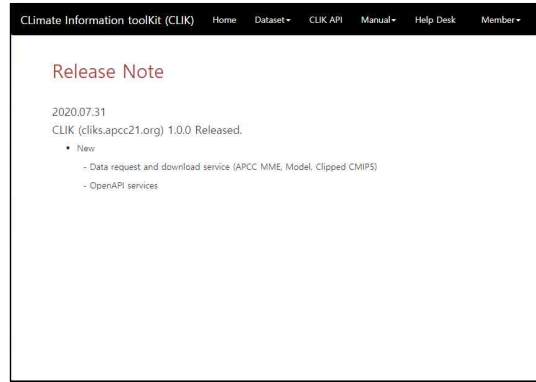 CLimate Information toolKit (CLIK) Home Dataset CLIK API Manual Help Desk Member
Release Note
2020.07.31
CLIK (cliks.apcc21.org) 1.0.0 Released.
• New
- Data request and download service (APCC MME, Model, Clipped CMIP5)
- OpenAPI services